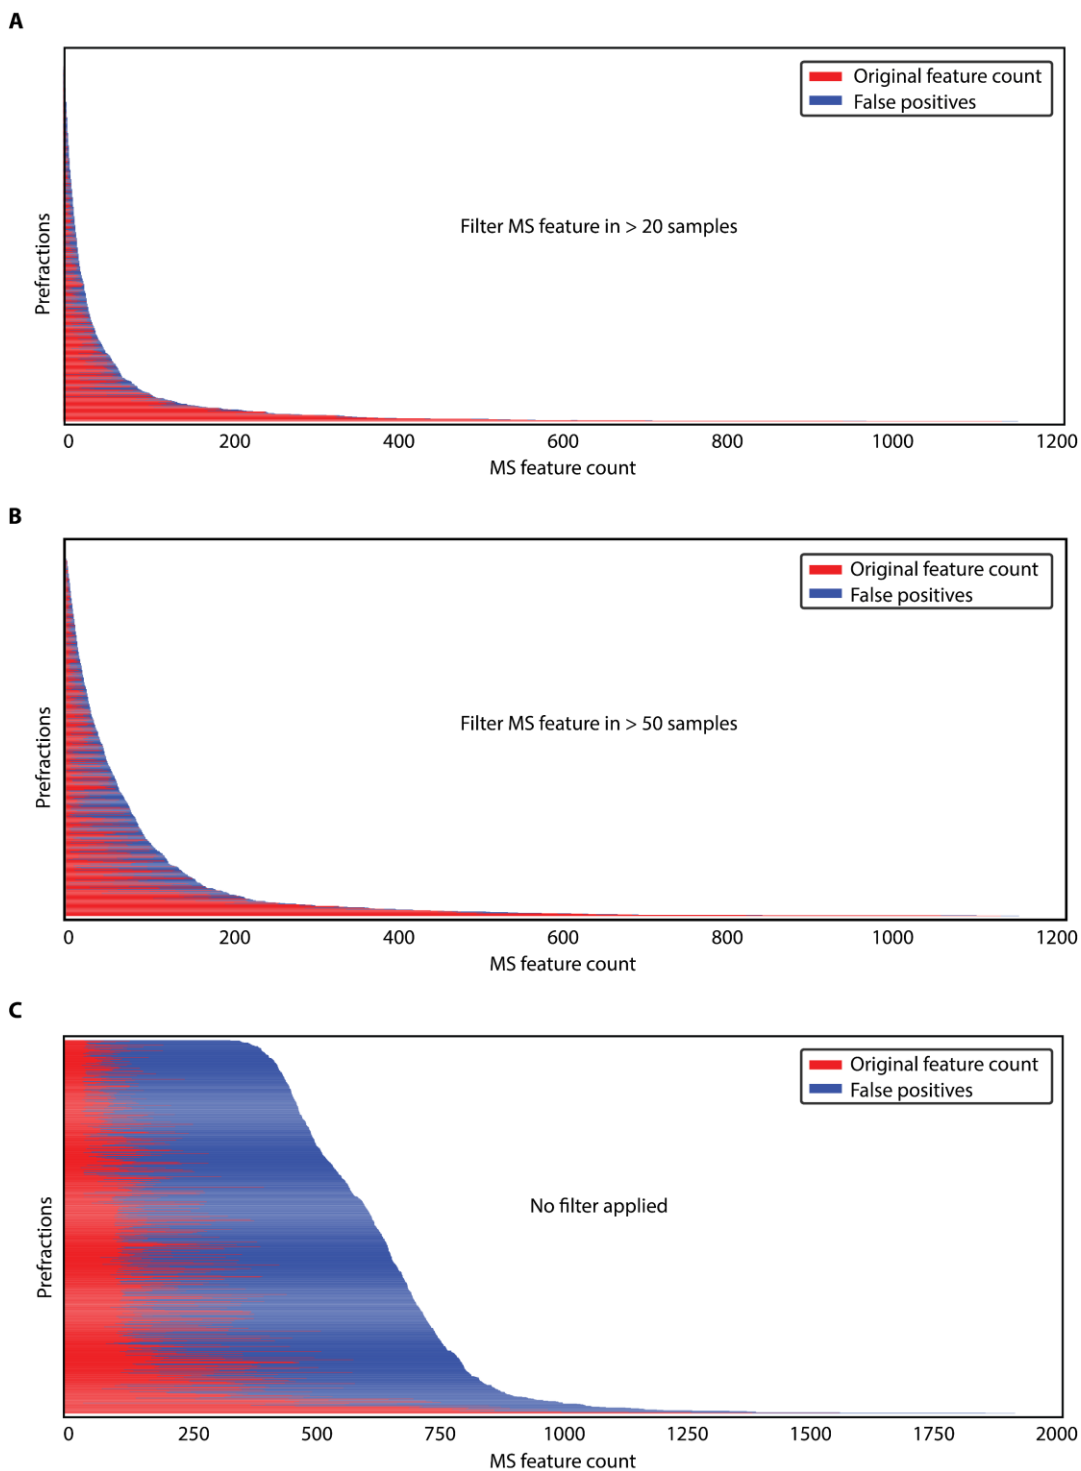 A
Original feature count
False positives
Filter MS feature in > 20 samples
Prefractions
0 200 400 600 800 1000 1200
MS feature count
B
Original feature count
False positives
Filter MS feature in > 50 samples
Prefractions
0 200 400 600 800 1000 1200
MS feature count
C
Original feature count
False positives
No filter applied
Prefractions
0 250 500 750 1000 1250 1500 1750 2000
MS feature count